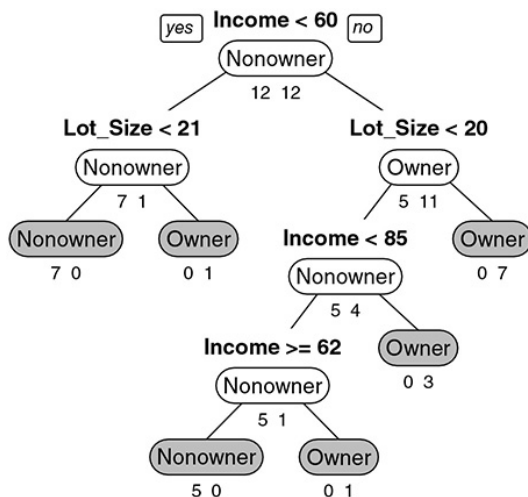 Income < 60
yes no
Nonowner
12 12
Lot_Size < 21 Lot_Size < 20
Nonowner Owner
7 1 5 11
Nonowner Owner Income < 85 Owner
7 0 0 1 0 7
Nonowner
5 4
Income >= 62 Owner
0 3
Nonowner
5 1
Nonowner Owner
5 0 0 1